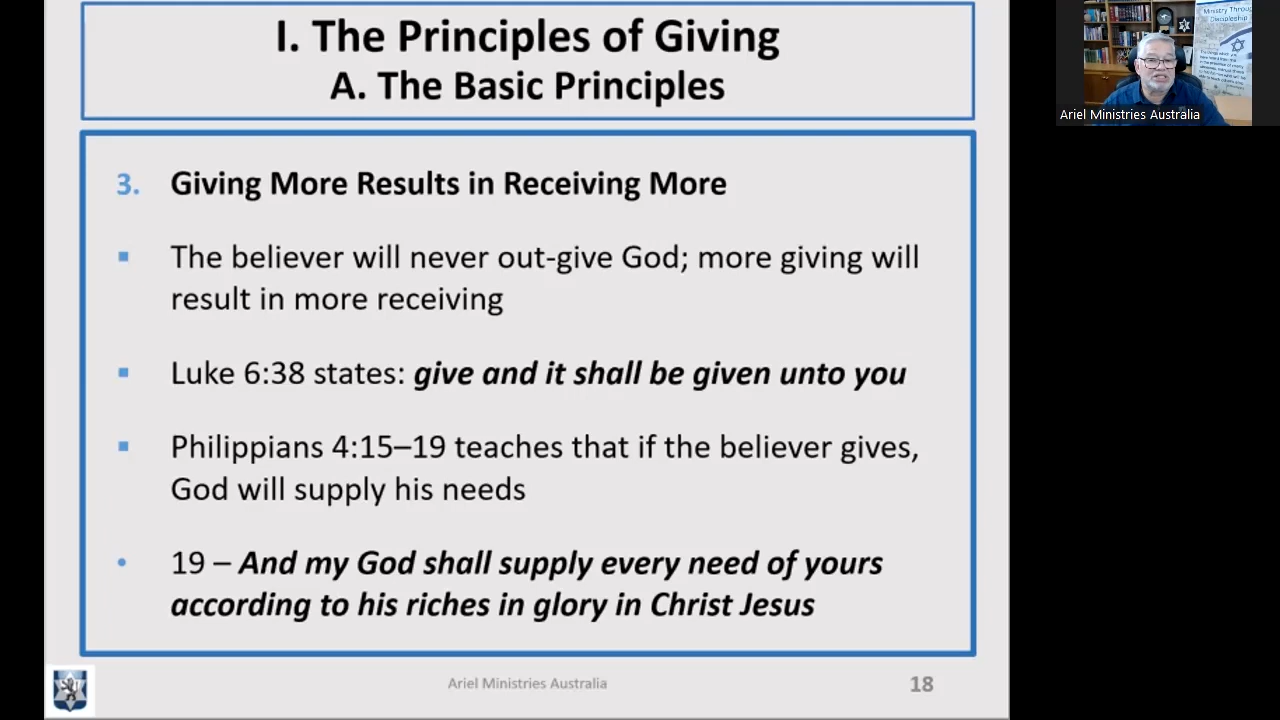 I. The Principles of Giving
A. The Basic Principles
3. Giving More Results in Receiving More
▪ The believer will never out-give God; more giving will
result in more receiving
▪ Luke 6:38 states: give and it shall be given unto you
▪ Philippians 4:15–19 teaches that if the believer gives,
God will supply his needs
• 19 – And my God shall supply every need of yours
according to his riches in glory in Christ Jesus
Ariel Ministries Australia
18
Ministry Through
Discipleship
Ariel Ministries Australia